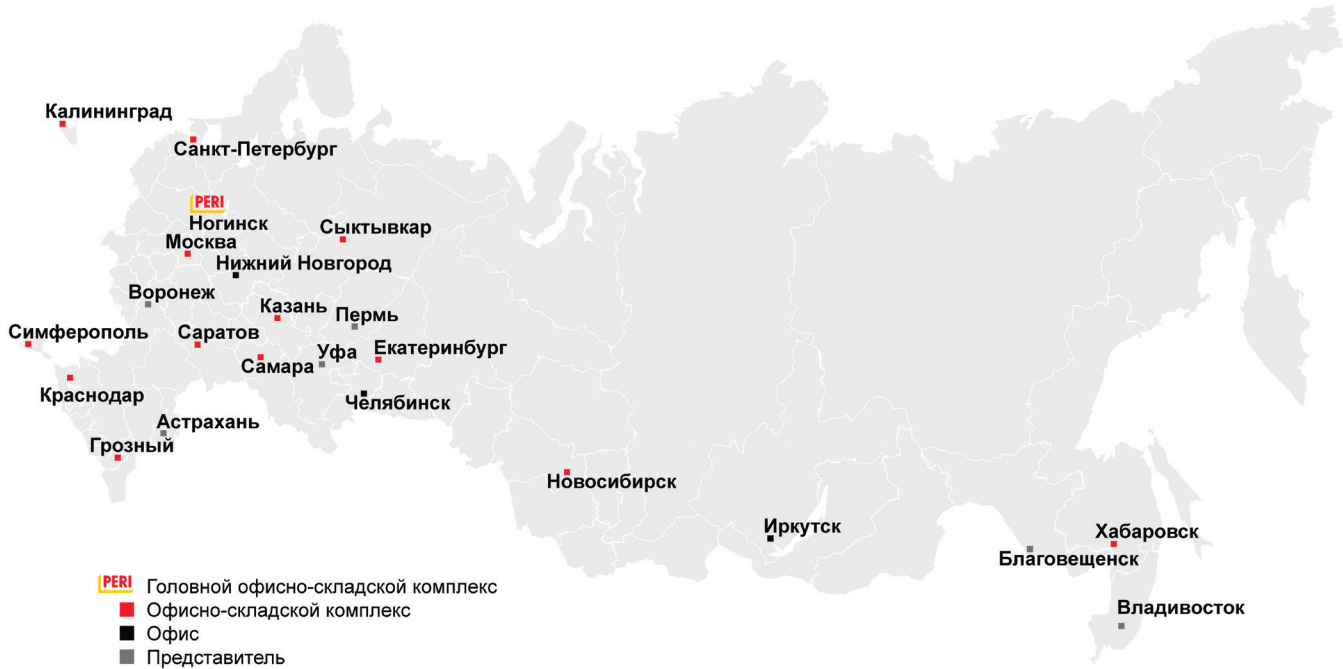 Калининград
Санкт-Петербург
PERI
Ногинск
Сыктывкар
Москва
Нижний Новгород
Воронеж
Казань
Пермь
Симферополь
Саратов
Уфа
Екатеринбург
Самара
Краснодар
Челябинск
Астрахань
Грозный
Новосибирск
Иркутск
Хабаровск
Благовещенск
Владивосток
PERI Головной офисно-складской комплекс
Офисно-складской комплекс
Офис
Представитель